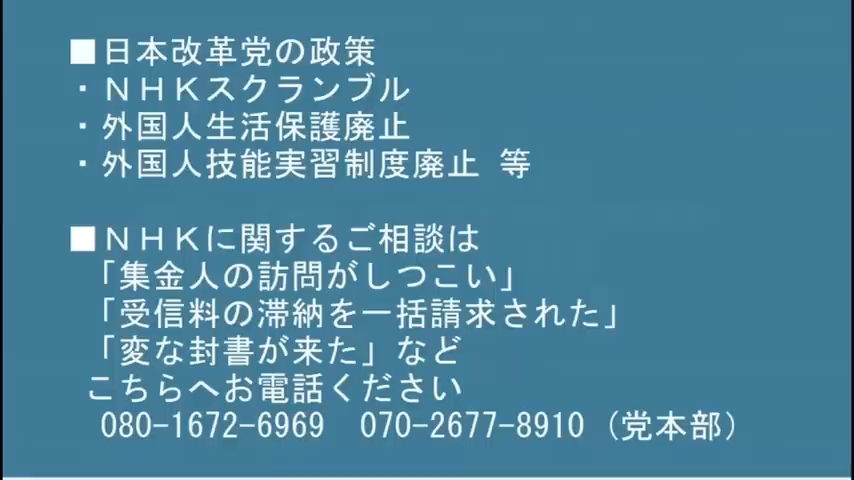 ■日本改革党の政策
・ＮＨＫスクランブル
・外国人生活保護廃止
・外国人技能実習制度廃止 等
■ＮＨＫに関するご相談は
「集金人の訪問がしつこい」
「受信料の滞納を一括請求された」
「変な封書が来た」など
こちらへお電話ください
080-1672-6969　070-2677-8910（党本部）